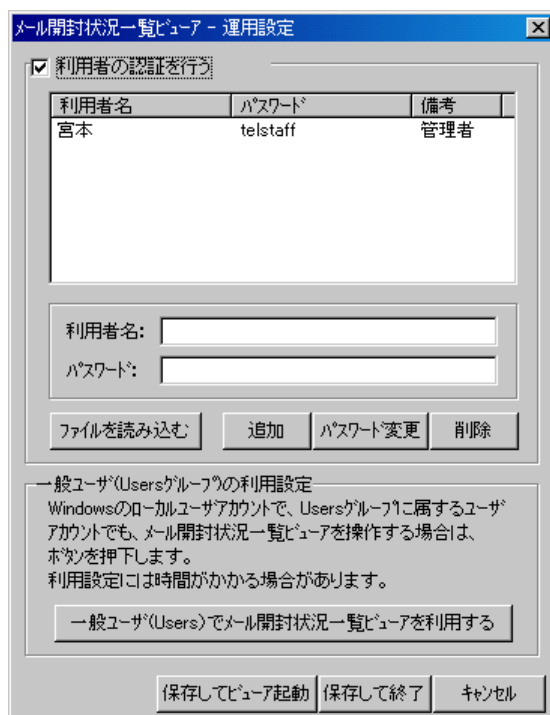 メール開封状況一覧ﾋﾞｭｰｱ - 運用設定
利用者の認証を行う
利用者名 ﾊﾟｽﾜｰﾄﾞ 備考
宮本 telstaff 管理者
利用者名:
ﾊﾟｽﾜｰﾄﾞ:
ﾌｧｲﾙを読み込む 追加 ﾊﾟｽﾜｰﾄﾞ変更 削除
一般ﾕｰｻﾞ(Usersｸﾞﾙｰﾌﾟ)の利用設定
Windowsのﾛｰｶﾙﾕｰｻﾞｱｶｳﾝﾄで、Usersｸﾞﾙｰﾌﾟに属するﾕｰｻﾞ
ｱｶｳﾝﾄでも、メール開封状況一覧ビューアを操作する場合は、
ﾎﾞﾀﾝを押下します。
利用設定には時間がかかる場合があります。
一般ﾕｰｻﾞ(Users)でメール開封状況一覧ﾋﾞｭｰｱを利用する
保存してﾋﾞｭｰｱ起動 保存して終了 ｷｬﾝｾﾙ